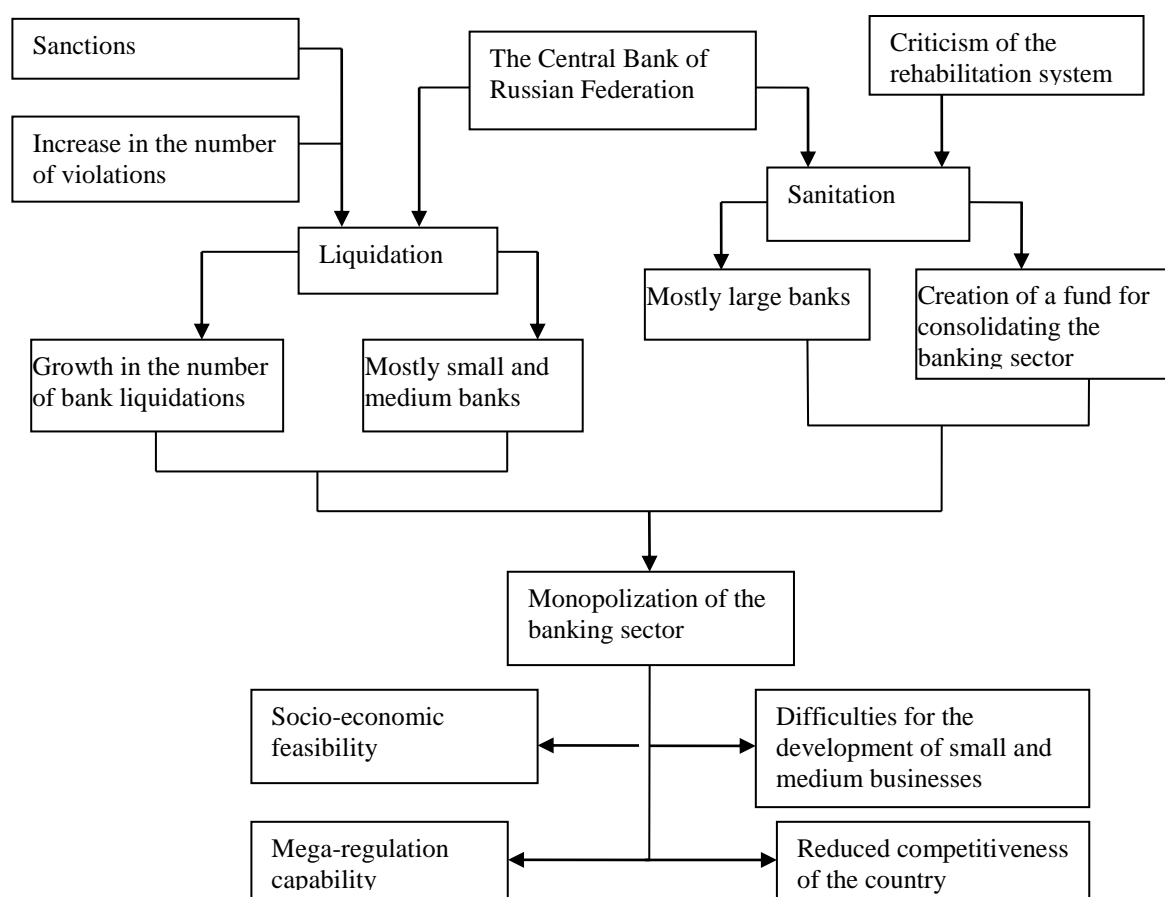 Sanctions
The Central Bank of
Russian Federation
Criticism of the
rehabilitation system
Increase in the number
of violations
Sanitation
Liquidation
Mostly large banks
Creation of a fund for
consolidating the
banking sector
Growth in the number
of bank liquidations
Mostly small and
medium banks
Monopolization of the
banking sector
Socio-economic
feasibility
Difficulties for the
development of small and
medium businesses
Mega-regulation
capability
Reduced competitiveness
of the country